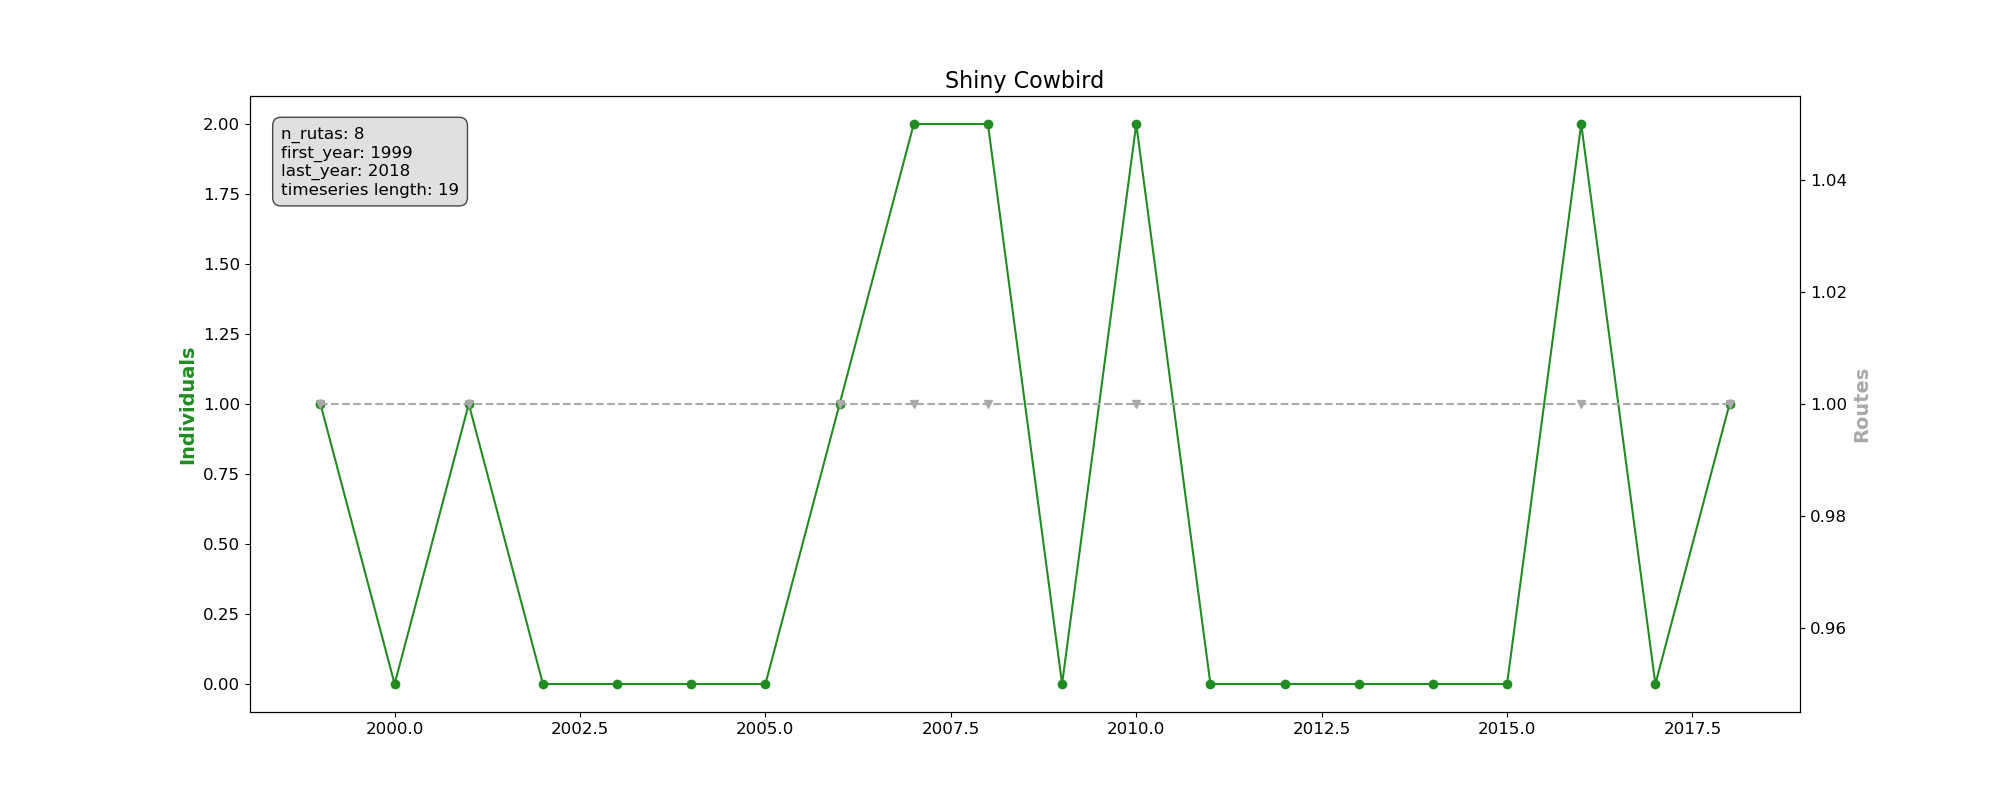 Shiny Cowbird
n_rutas: 8
first_year: 1999
last_year: 2018
timeseries length: 19
Individuals
2.00
1.75
1.50
1.25
1.00
0.75
0.50
0.25
0.00
1.04
1.02
1.00
0.98
0.96
Routes
2000.0 2002.5 2005.0 2007.5 2010.0 2012.5 2015.0 2017.5